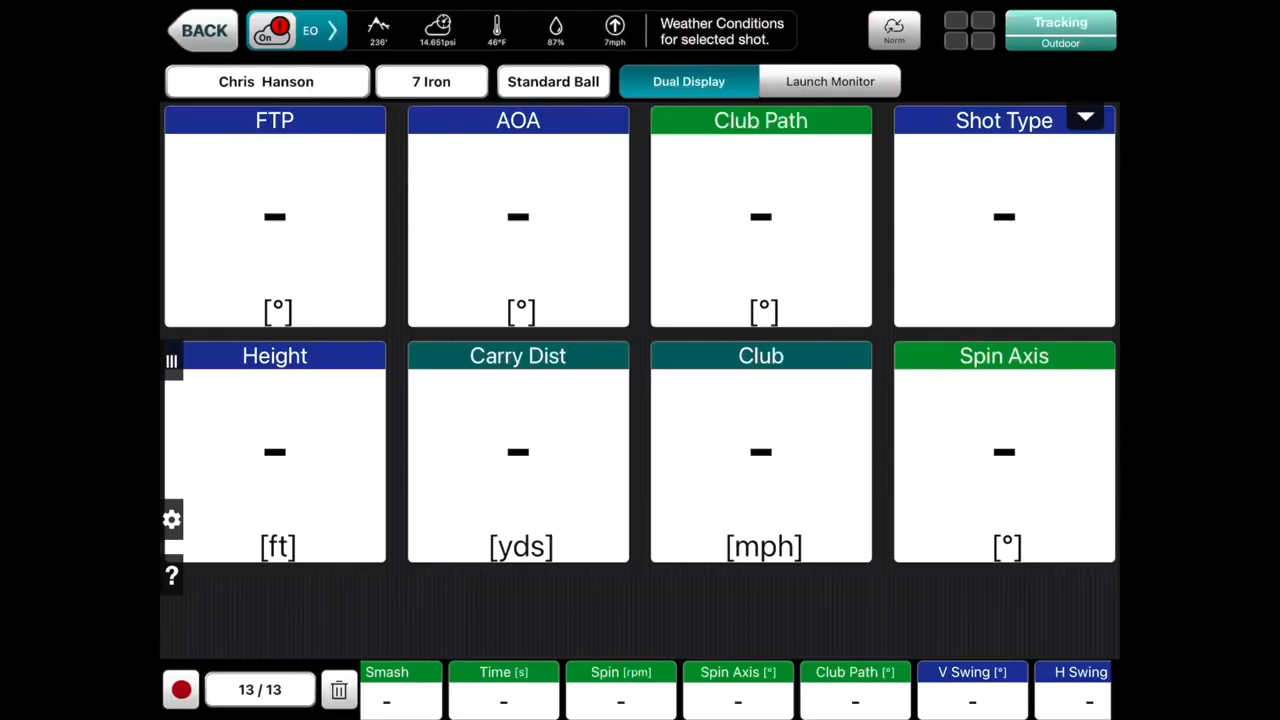 BACK
On
!
EO
236'
14.651psi
46°F
87%
7mph
Weather Conditions
for selected shot.
Norm
Tracking
Outdoor
Chris Hanson
7 Iron
Standard Ball
Dual Display
Launch Monitor
FTP
AOA
Club Path
Shot Type
-
-
-
-
[°]
[°]
[°]
Height
Carry Dist
Club
Spin Axis
-
-
-
-
[ft]
[yds]
[mph]
[°]
?
13 / 13
Smash
Time [s]
Spin [rpm]
Spin Axis [°]
Club Path [°]
V Swing [°]
H Swing
-
-
-
-
-
-
-